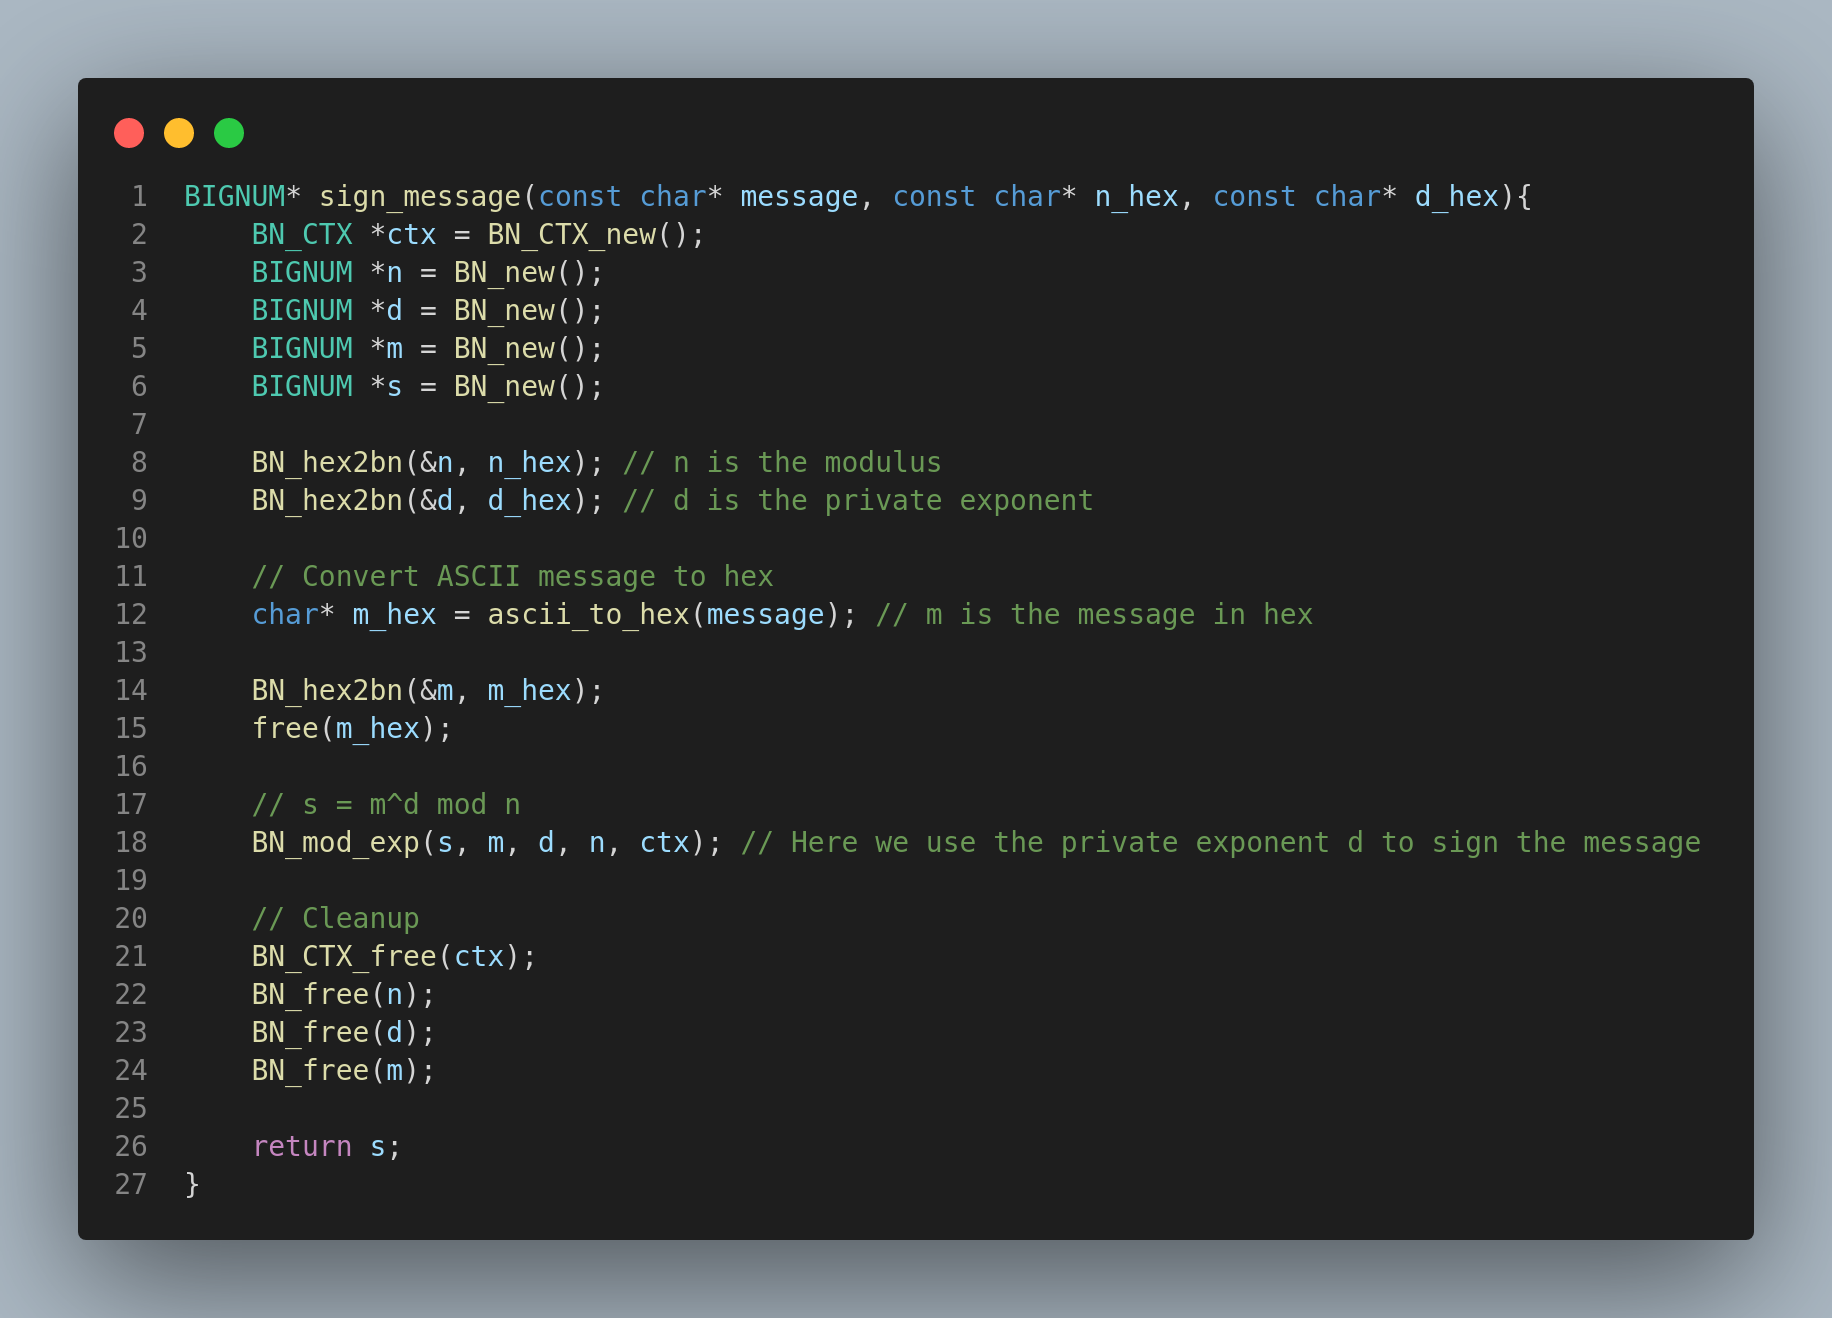 1 BIGNUM* sign_message(const char* message, const char* n_hex, const char* d_hex){
2     BN_CTX *ctx = BN_CTX_new();
3     BIGNUM *n = BN_new();
4     BIGNUM *d = BN_new();
5     BIGNUM *m = BN_new();
6     BIGNUM *s = BN_new();
7
8     BN_hex2bn(&n, n_hex); // n is the modulus
9     BN_hex2bn(&d, d_hex); // d is the private exponent
10
11     // Convert ASCII message to hex
12     char* m_hex = ascii_to_hex(message); // m is the message in hex
13
14     BN_hex2bn(&m, m_hex);
15     free(m_hex);
16
17     // s = m^d mod n
18     BN_mod_exp(s, m, d, n, ctx); // Here we use the private exponent d to sign the message
19
20     // Cleanup
21     BN_CTX_free(ctx);
22     BN_free(n);
23     BN_free(d);
24     BN_free(m);
25
26     return s;
27 }